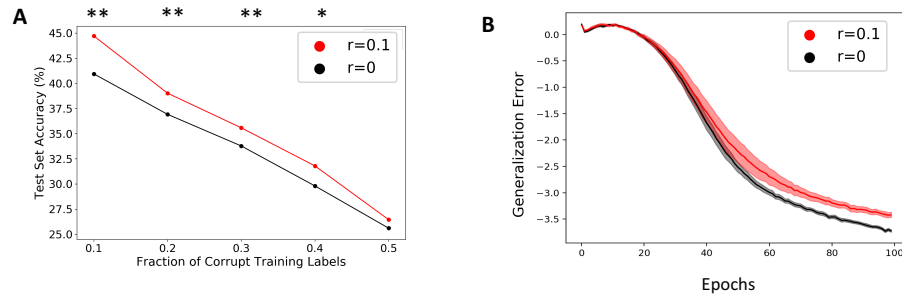 A
** ** ** *
45.0
42.5
40.0
37.5
35.0
32.5
30.0
27.5
25.0
Test Set Accuracy (%)
r=0.1
r=0
0.1 0.2 0.3 0.4 0.5
Fraction of Corrupt Training Labels
B
0.0
−0.5
−1.0
−1.5
−2.0
−2.5
−3.0
−3.5
Generalization Error
r=0.1
r=0
0 20 40 60 80 100
Epochs